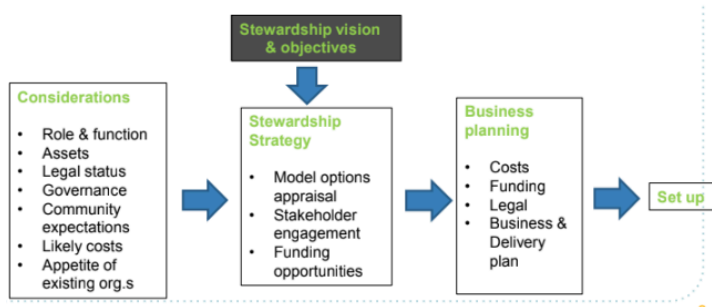 Stewardship vision
& objectives
Considerations
• Role & function
• Assets
• Legal status
• Governance
• Community
expectations
• Likely costs
• Appetite of
existing org.s
Stewardship
Strategy
• Model options
appraisal
• Stakeholder
engagement
• Funding
opportunities
Business
planning
• Costs
• Funding
• Legal
• Business &
Delivery
plan
Set up